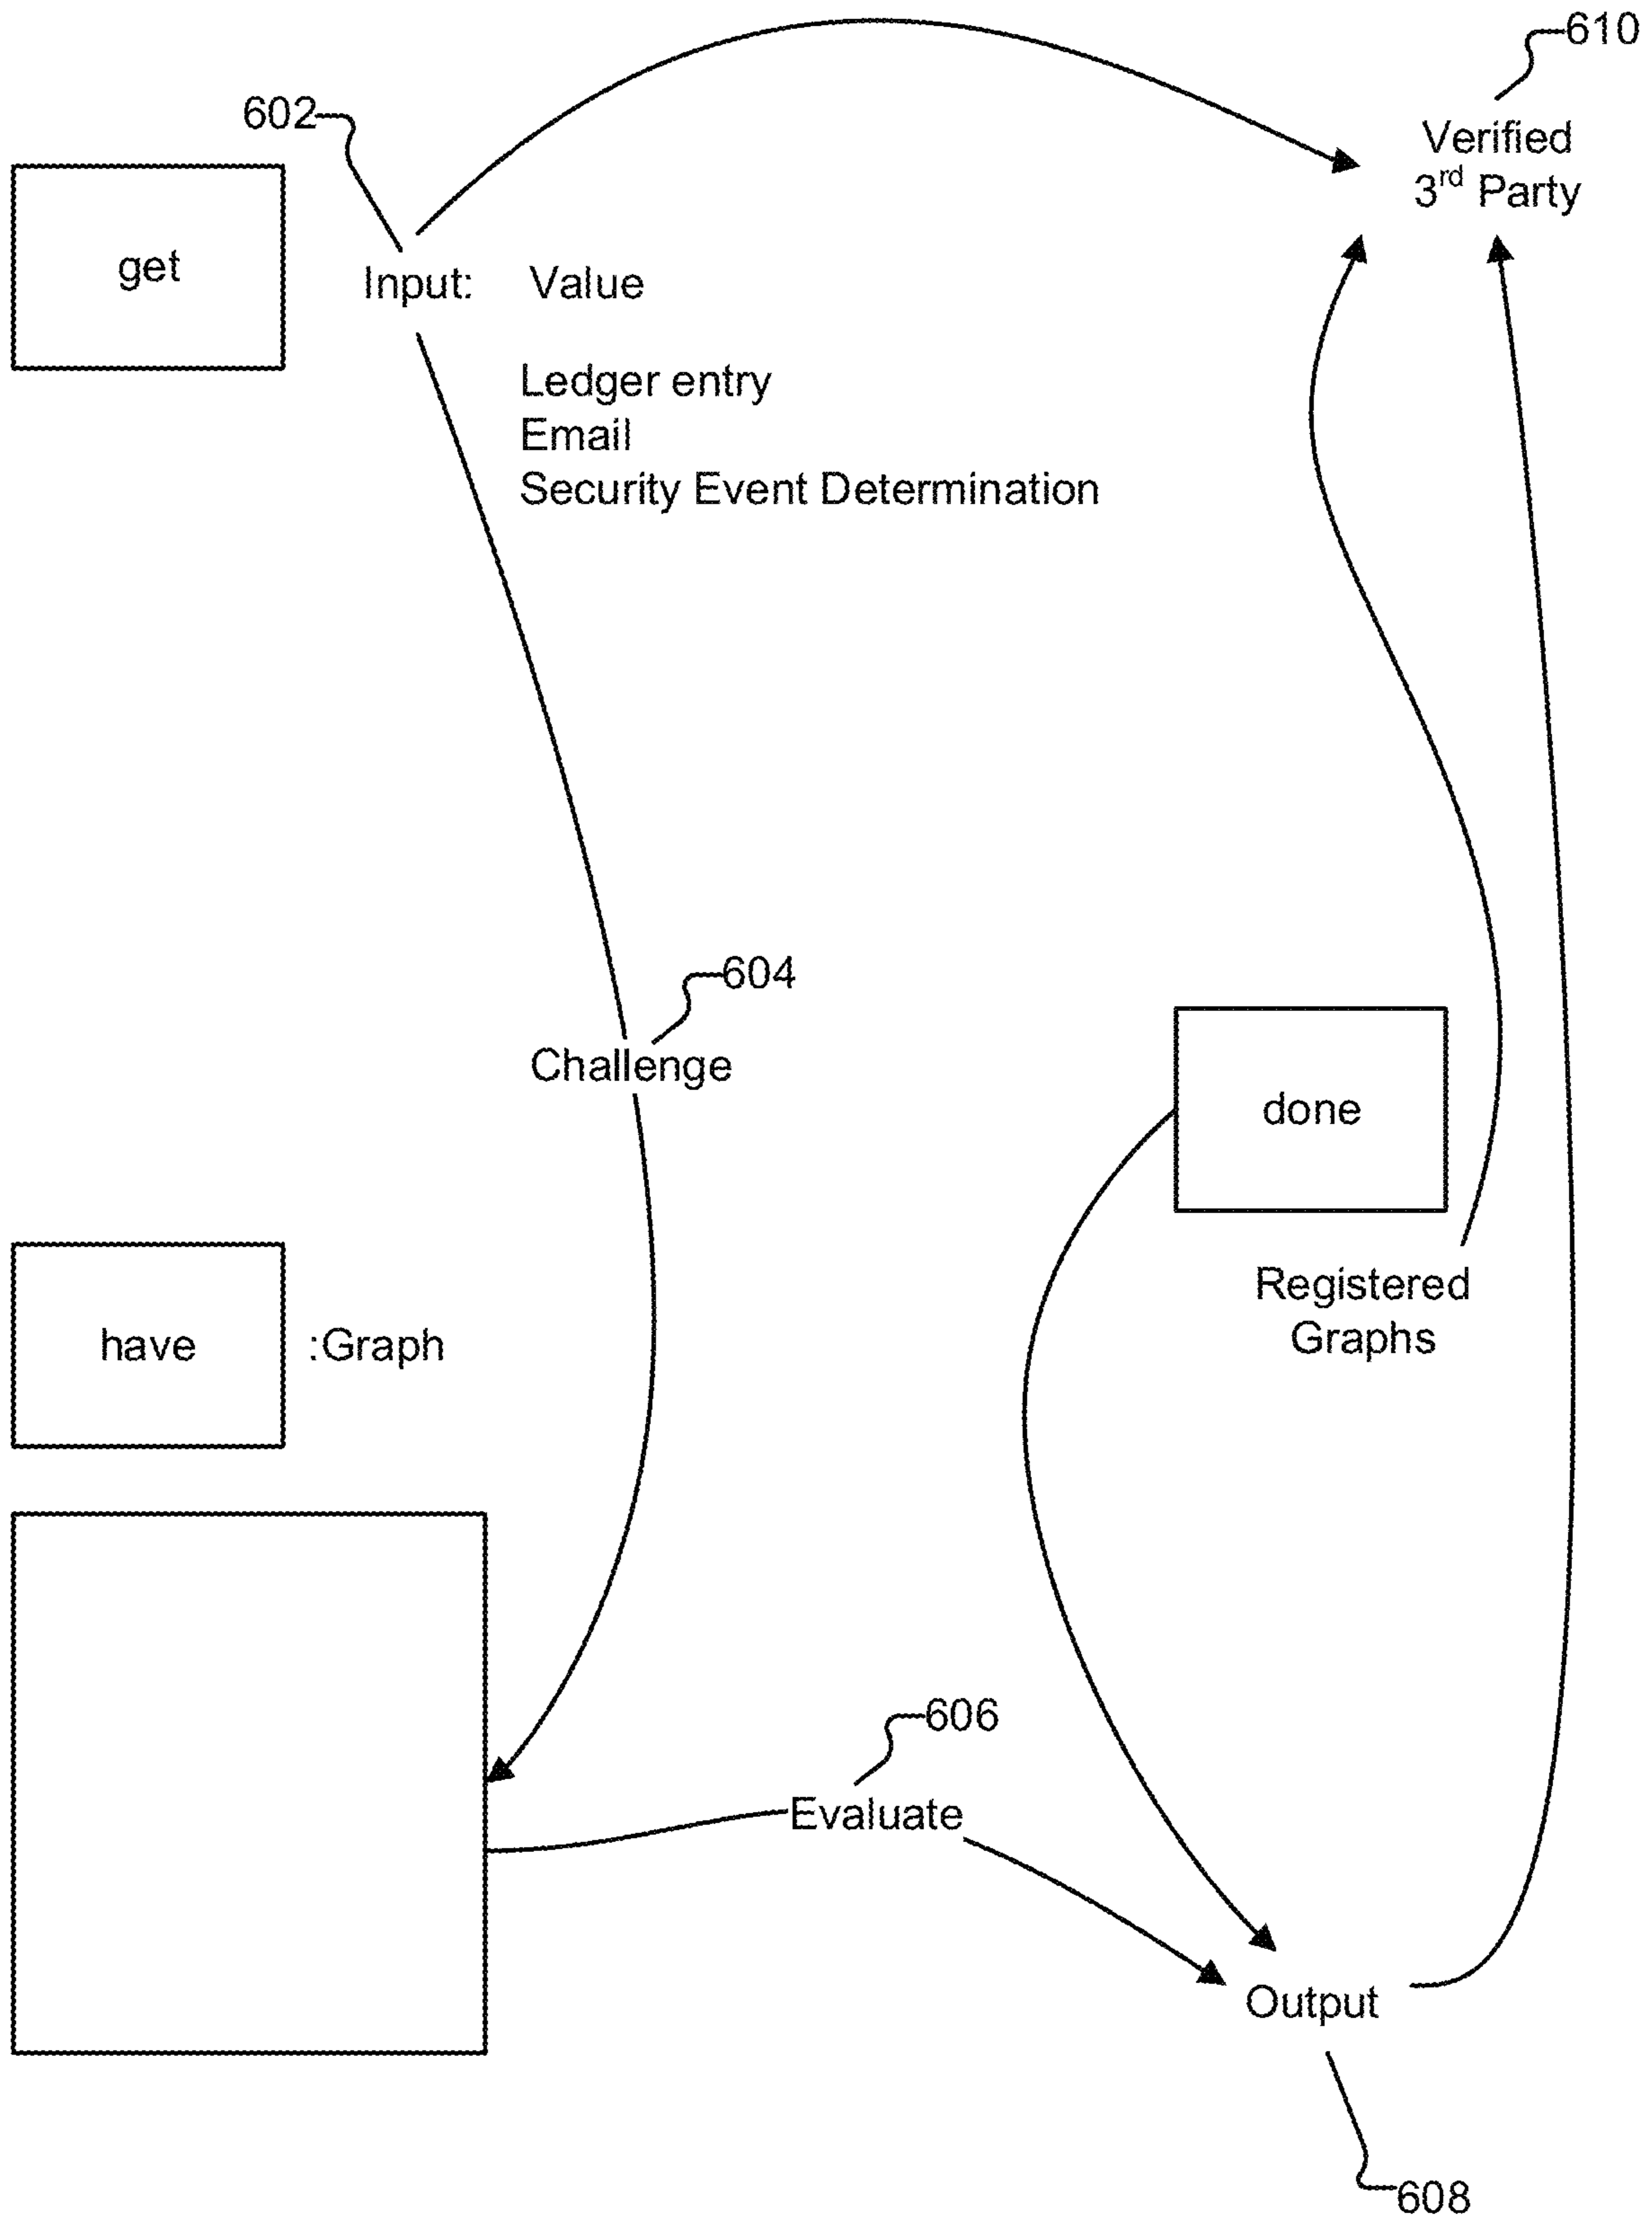 610
602
Verified
3rd Party
get
Input: Value
Ledger entry
Email
Security Event Determination
604
Challenge
done
Registered
Graphs
have
:Graph
606
Evaluate
Output
608